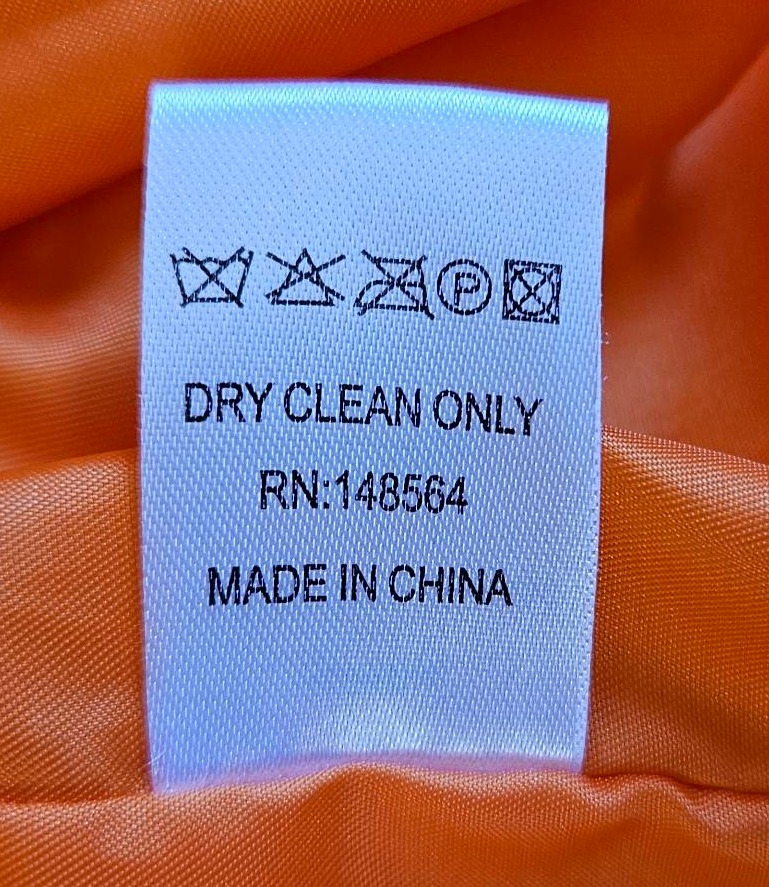 P
DRY CLEAN ONLY
RN:148564
MADE IN CHINA